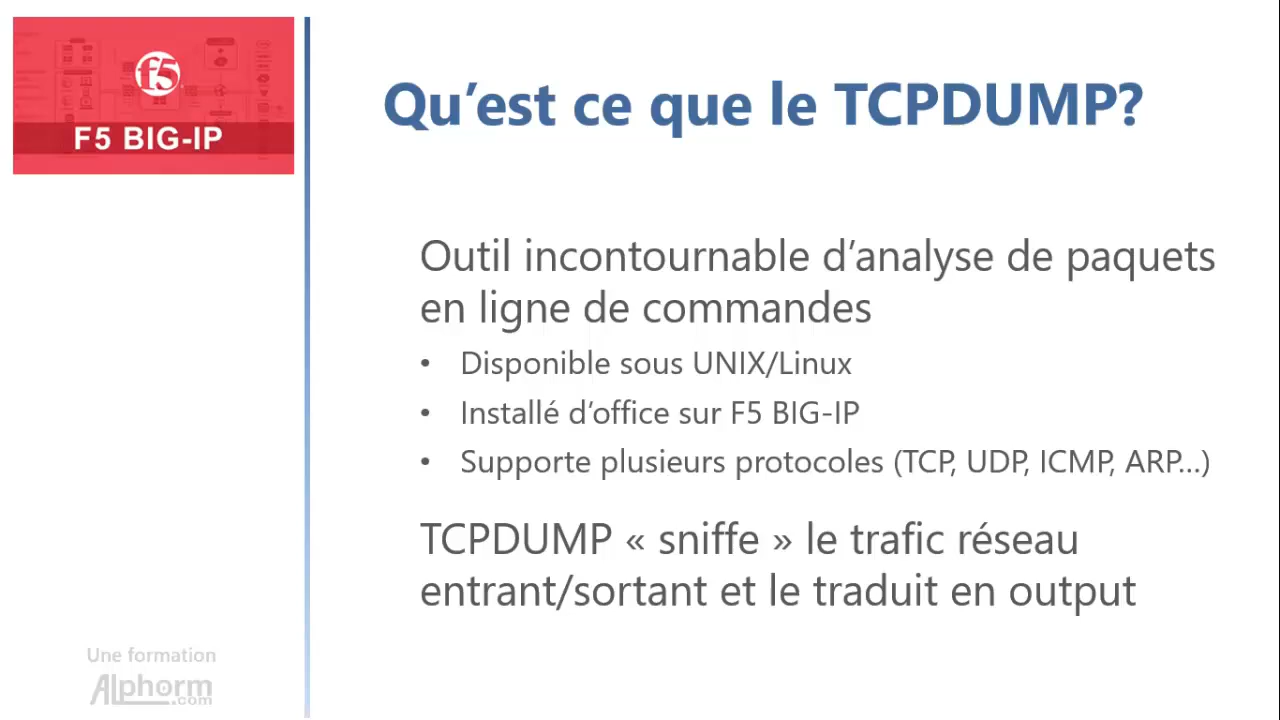 f5
F5 BIG-IP
Qu’est ce que le TCPDUMP?
Outil incontournable d’analyse de paquets
en ligne de commandes
• Disponible sous UNIX/Linux
• Installé d’office sur F5 BIG-IP
• Supporte plusieurs protocoles (TCP, UDP, ICMP, ARP…)
TCPDUMP « sniffe » le trafic réseau
entrant/sortant et le traduit en output
Une formation
Alphorm
.com